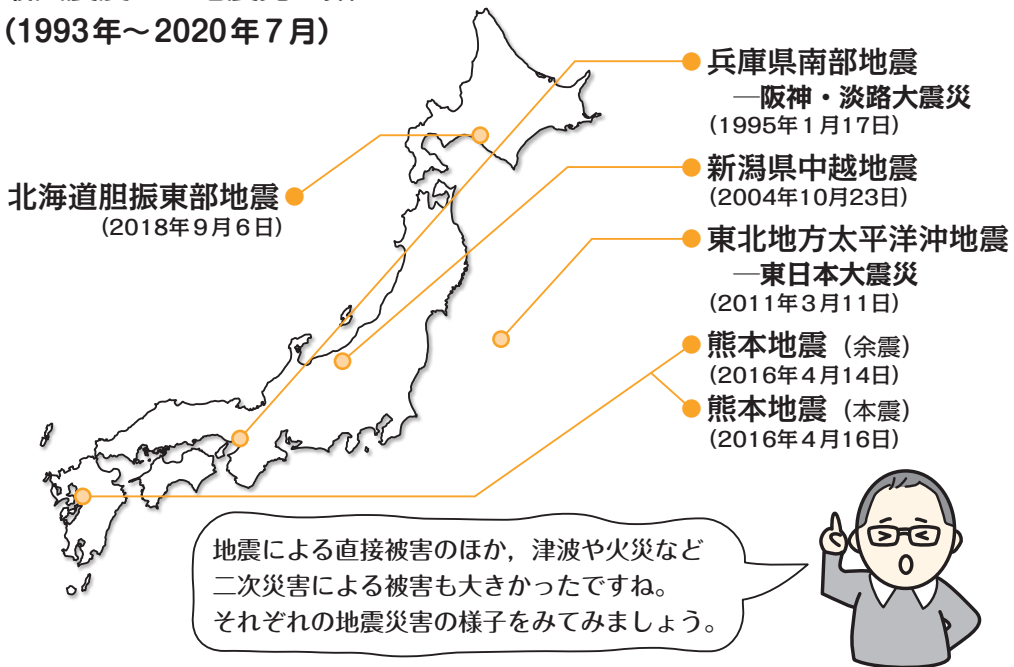 (1993年～2020年7月)
兵庫県南部地震
―阪神・淡路大震災
(1995年1月17日)
新潟県中越地震
(2004年10月23日)
北海道胆振東部地震
(2018年9月6日)
東北地方太平洋沖地震
―東日本大震災
(2011年3月11日)
熊本地震（余震）
(2016年4月14日)
熊本地震（本震）
(2016年4月16日)
地震による直接被害のほか，津波や火災など
二次災害による被害も大きかったですね。
それぞれの地震災害の様子をみてみましょう。